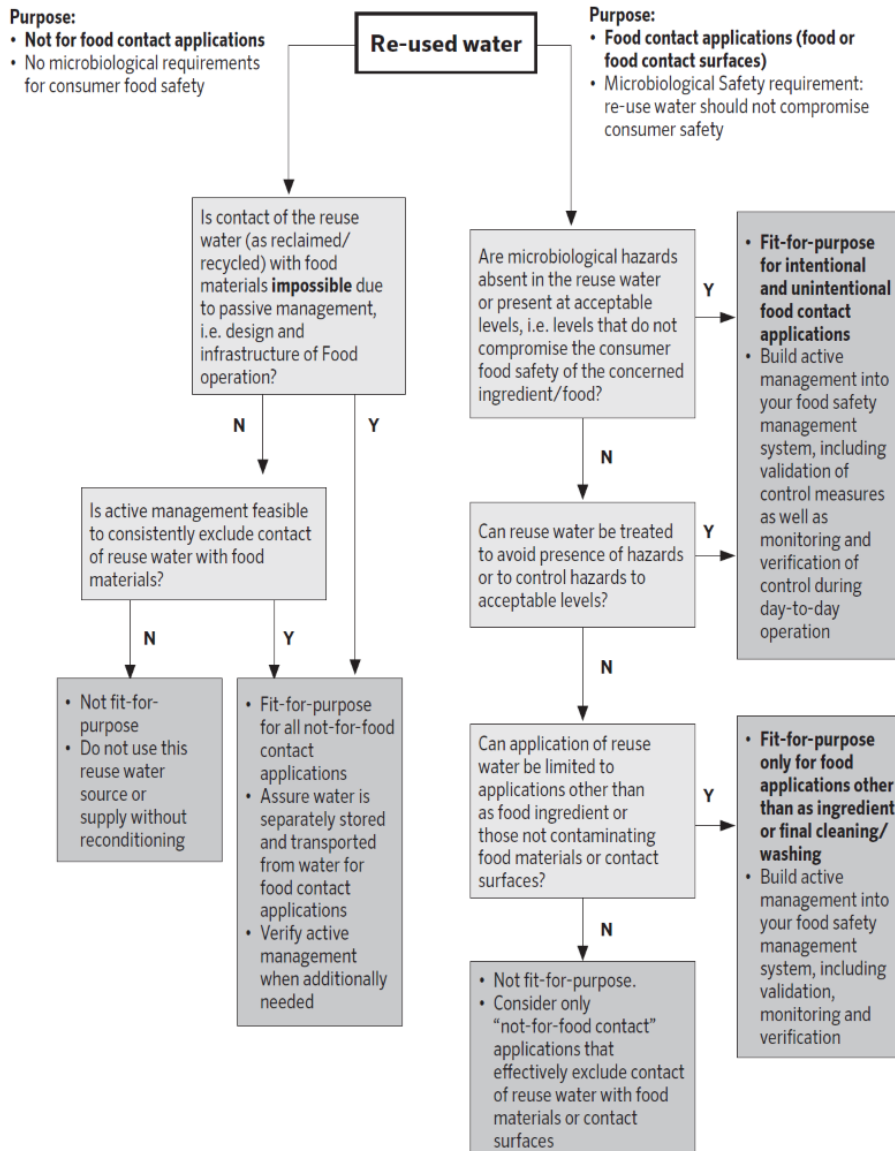 Purpose:
• Not for food contact applications
• No microbiological requirements
for consumer food safety
Re-used water
Purpose:
• Food contact applications (food or
food contact surfaces)
• Microbiological Safety requirement:
re-use water should not compromise
consumer safety
Is contact of the reuse
water (as reclaimed/
recycled) with food
materials impossible due
to passive management,
i.e. design and
infrastructure of Food
operation?
N
Y
Is active management feasible
to consistently exclude contact
of reuse water with food
materials?
N
Y
• Not fit-for-
purpose
• Do not use this
reuse water
source or
supply without
reconditioning
• Fit-for-purpose
for all not-for-food
contact
applications
• Assure water is
separately stored
and transported
from water for
food contact
applications
• Verify active
management
when additionally
needed
Are microbiological hazards
absent in the reuse water
or present at acceptable
levels, i.e. levels that do not
compromise the consumer
food safety of the concerned
ingredient/food?
Y
N
• Fit-for-purpose
for intentional
and unintentional
food contact
applications
• Build active
management into
your food safety
management
system, including
validation of
control measures
as well as
monitoring and
verification of
control during
day-to-day
operation
Can reuse water be treated
to avoid presence of hazards
or to control hazards to
acceptable levels?
Y
N
Can application of reuse
water be limited to
applications other than
as food ingredient or
those not contaminating
food materials or contact
surfaces?
Y
N
• Fit-for-purpose
only for food
applications other
than as ingredient
or final cleaning/
washing
• Build active
management into
your food safety
management
system, including
validation,
monitoring and
verification
• Not fit-for-purpose.
• Consider only
"not-for-food contact"
applications that
effectively exclude contact
of reuse water with food
materials or contact
surfaces